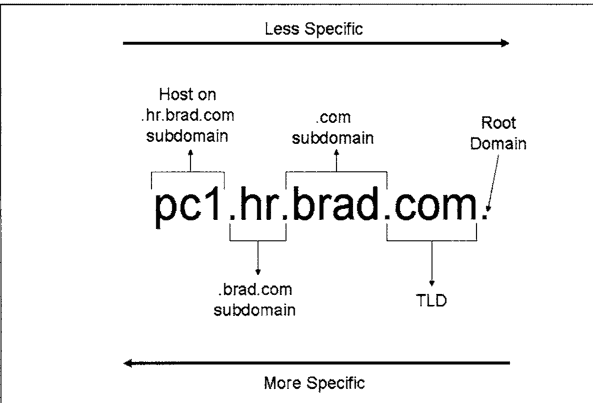 Less Specific
Host on
.hr.brad.com
subdomain
.com
subdomain
Root
Domain
pc1.hr.brad.com.
.brad.com
subdomain
TLD
More Specific